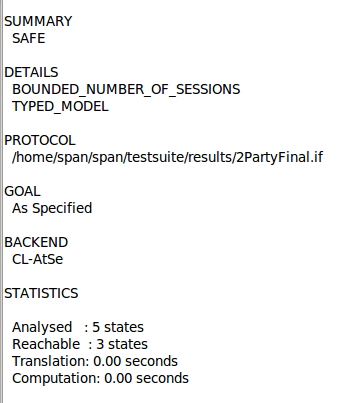 SUMMARY
SAFE
DETAILS
BOUNDED_NUMBER_OF_SESSIONS
TYPED_MODEL
PROTOCOL
/home/span/span/testsuite/results/2PartyFinal.if
GOAL
As Specified
BACKEND
CL-AtSe
STATISTICS
Analysed : 5 states
Reachable : 3 states
Translation: 0.00 seconds
Computation: 0.00 seconds